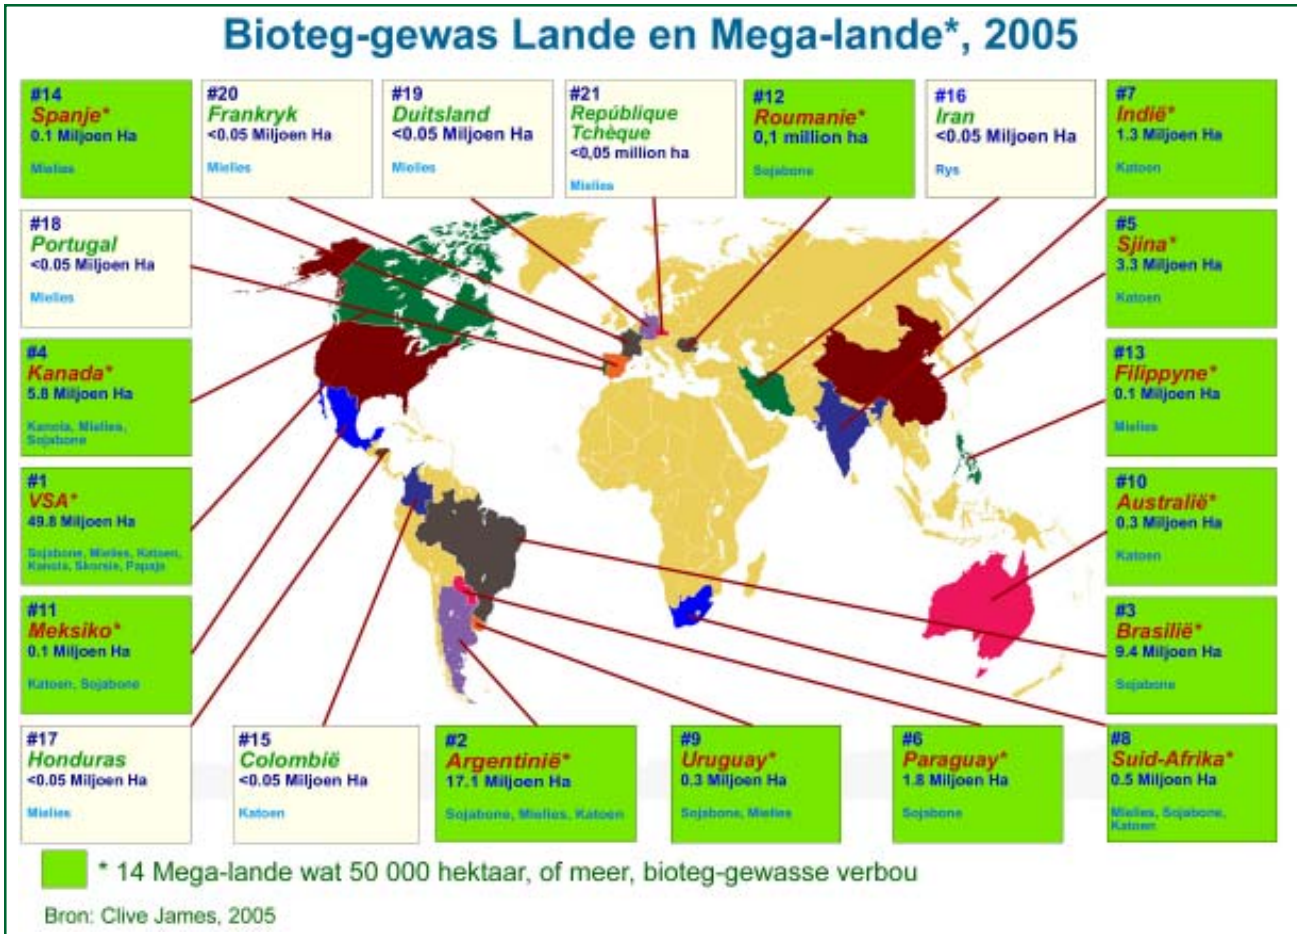 Bioteg-gewas Lande en Mega-lande*, 2005
#14
Spanje*
0.1 Miljoen Ha
Mielies
#20
Frankryk
<0.05 Miljoen Ha
Mielies
#19
Duitsland
<0.05 Miljoen Ha
Mielies
#21
République
Tchèque
<0,05 million ha
Mielies
#12
Roumanie*
0,1 million ha
Sojabone
#16
Iran
<0.05 Miljoen Ha
Rys
#7
Indië*
1.3 Miljoen Ha
Katoen
#18
Portugal
<0.05 Miljoen Ha
Mielies
#5
Sjina*
3.3 Miljoen Ha
Katoen
#4
Kanada*
5.8 Miljoen Ha
Kanola, Mielies,
Sojabone
#13
Filippyne*
0.1 Miljoen Ha
Mielies
#1
VSA*
49.8 Miljoen Ha
Sojabone, Mielies, Katoen,
Kanola, Skorsie, Papaja
#10
Australië*
0.3 Miljoen Ha
Katoen
#11
Meksiko*
0.1 Miljoen Ha
Katoen, Sojabone
#3
Brasilië*
9.4 Miljoen Ha
Sojabone
#17
Honduras
<0.05 Miljoen Ha
Mielies
#15
Colombië
<0.05 Miljoen Ha
Katoen
#2
Argentinië*
17.1 Miljoen Ha
Sojabone, Mielies, Katoen
#9
Uruguay*
0.3 Miljoen Ha
Sojabone, Mielies
#6
Paraguay*
1.8 Miljoen Ha
Sojabone
#8
Suid-Afrika*
0.5 Miljoen Ha
Mielies, Sojabone,
Katoen
* 14 Mega-lande wat 50 000 hektaar, of meer, bioteg-gewasse verbou
Bron: Clive James, 2005